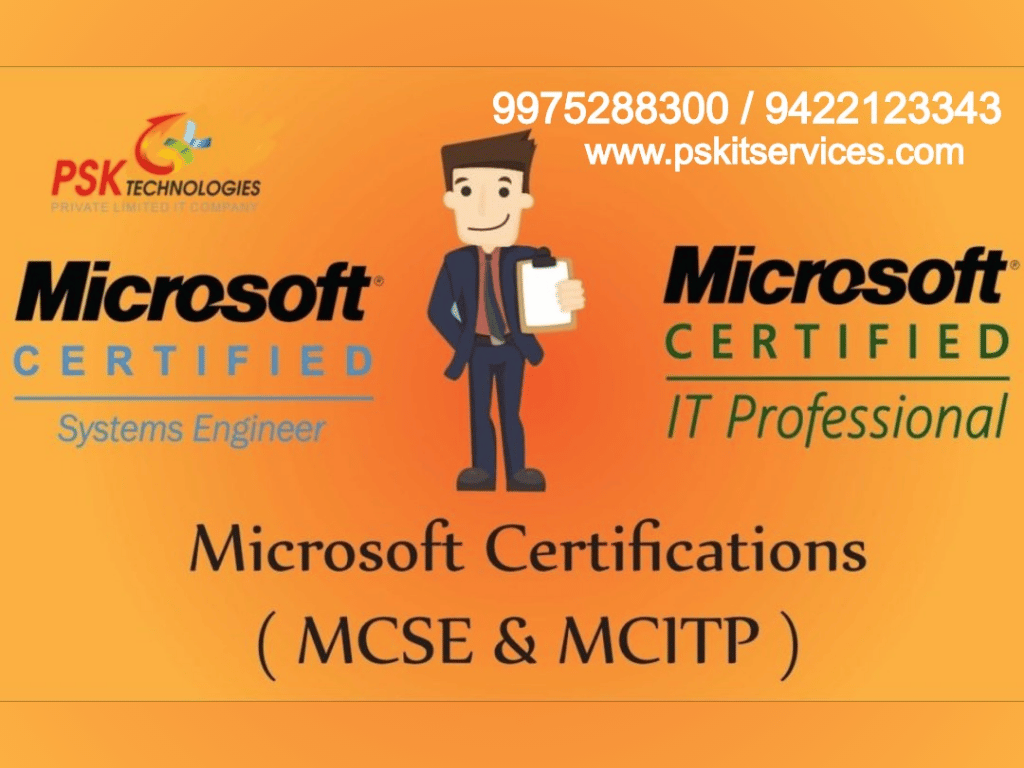 9975288300 / 9422123343
www.pskitservices.com
PSK TECHNOLOGIES
PRIVATE LIMITED IT COMPANY
Microsoft®
CERTIFIED
Systems Engineer
Microsoft®
CERTIFIED
IT Professional
Microsoft Certifications
( MCSE & MCITP )